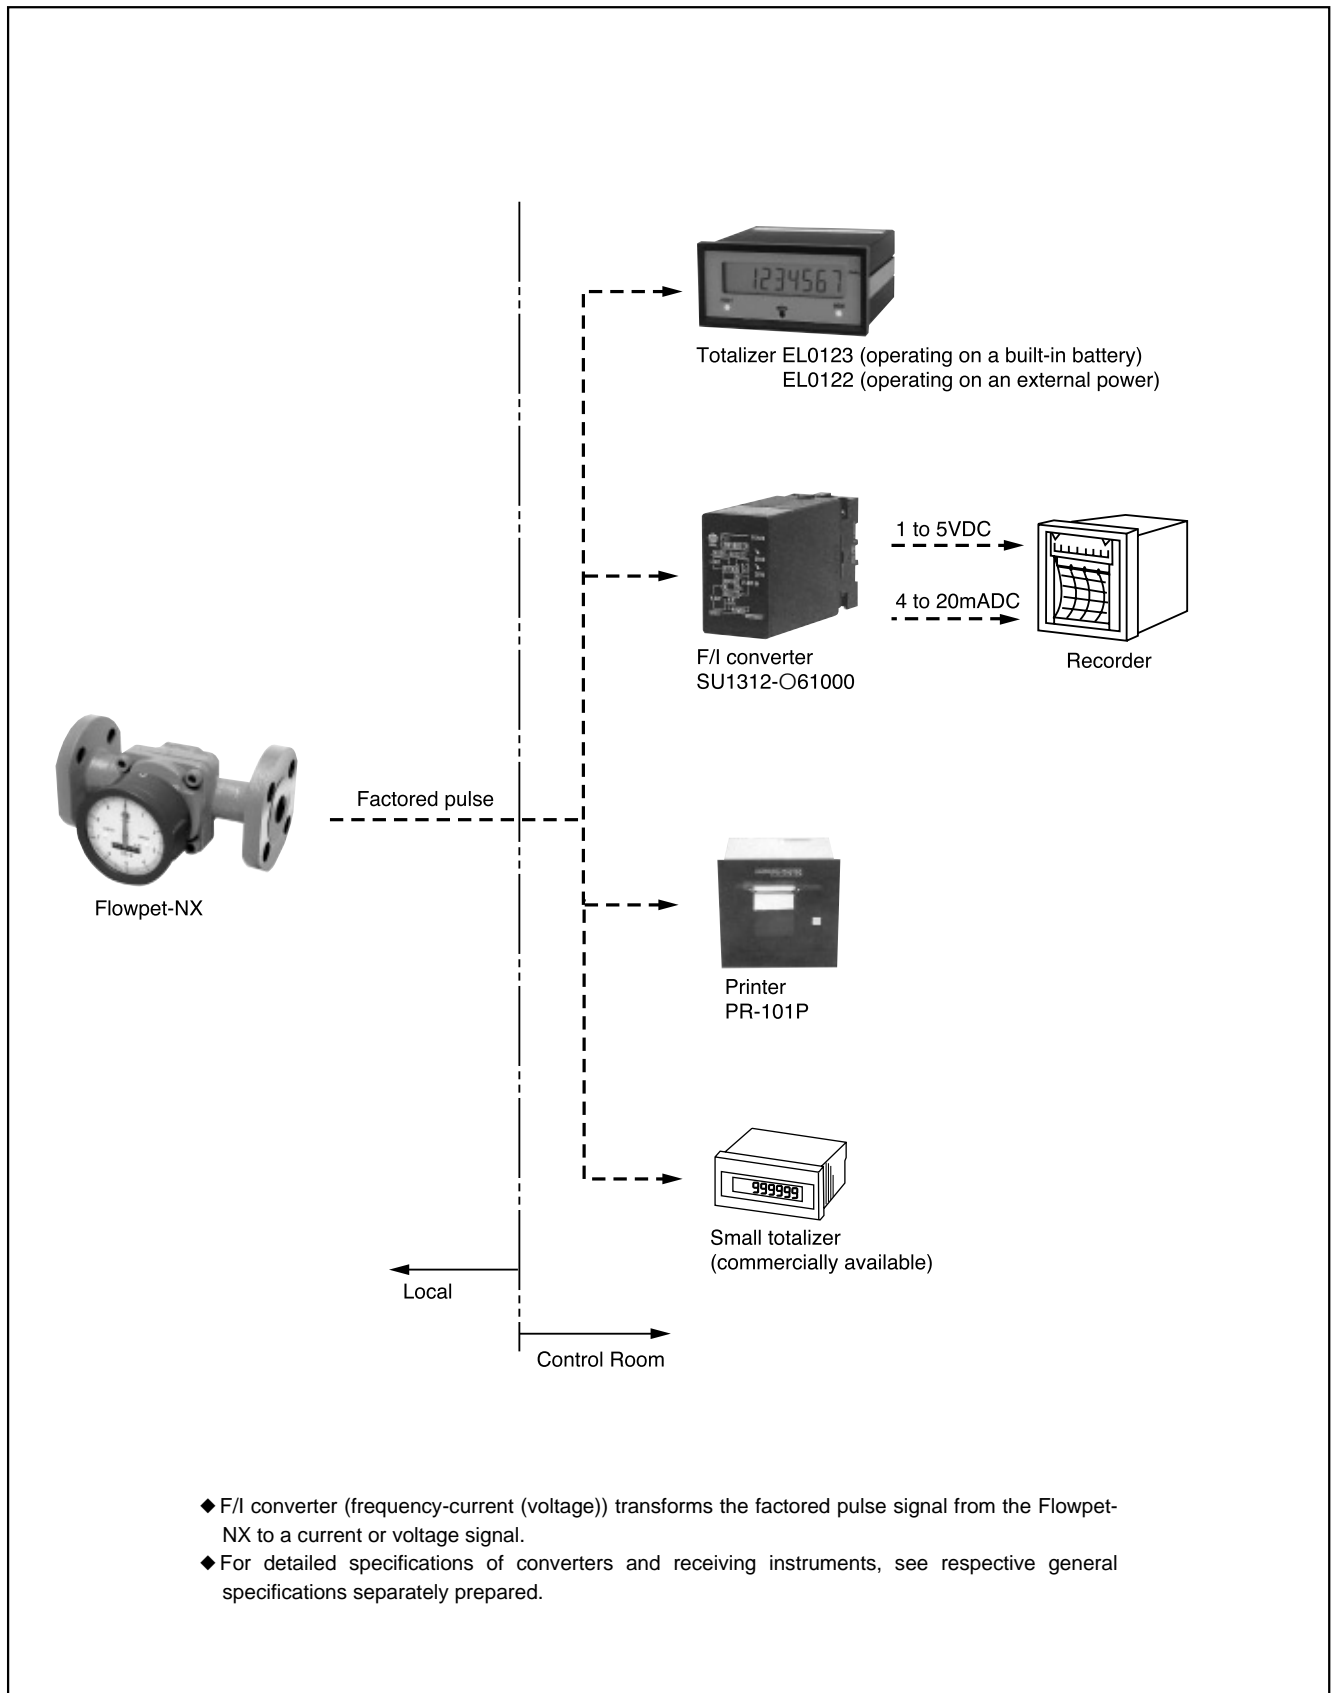 1234567
Totalizer EL0123 (operating on a built-in battery)
EL0122 (operating on an external power)
1 to 5VDC
4 to 20mADC
F/I converter
SU1312-○61000
Recorder
Factored pulse
Flowpet-NX
Printer
PR-101P
999999
Small totalizer
(commercially available)
Local
Control Room
◆F/I converter (frequency-current (voltage)) transforms the factored pulse signal from the Flowpet-
NX to a current or voltage signal.
◆For detailed specifications of converters and receiving instruments, see respective general
specifications separately prepared.